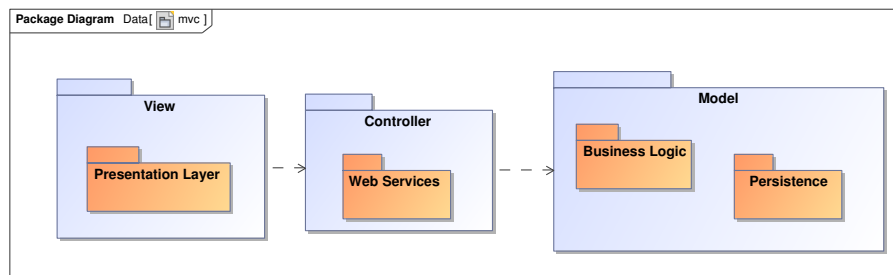 Package Diagram Data[ mvc ]
View
Presentation Layer
Controller
Web Services
Model
Business Logic
Persistence